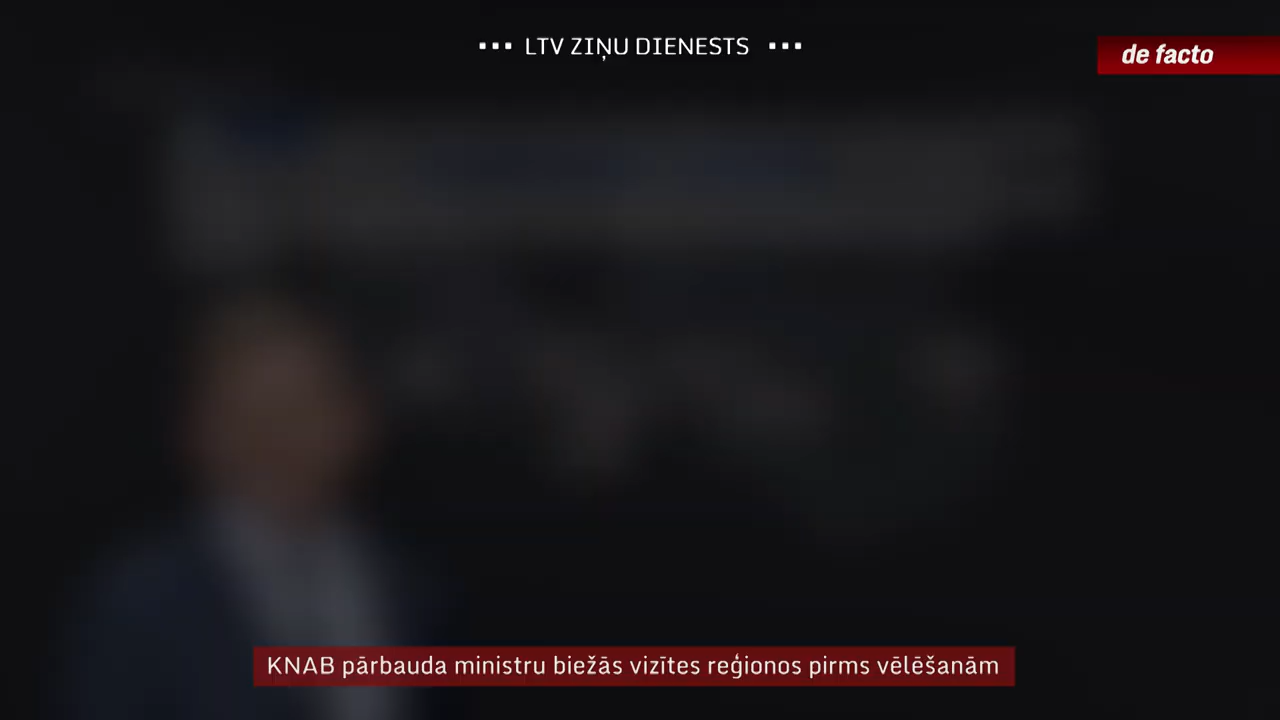 LTV ZIŅU DIENESTS
de facto
KNAB pārbauda ministru biežās vizītes reģionos pirms vēlēšanām